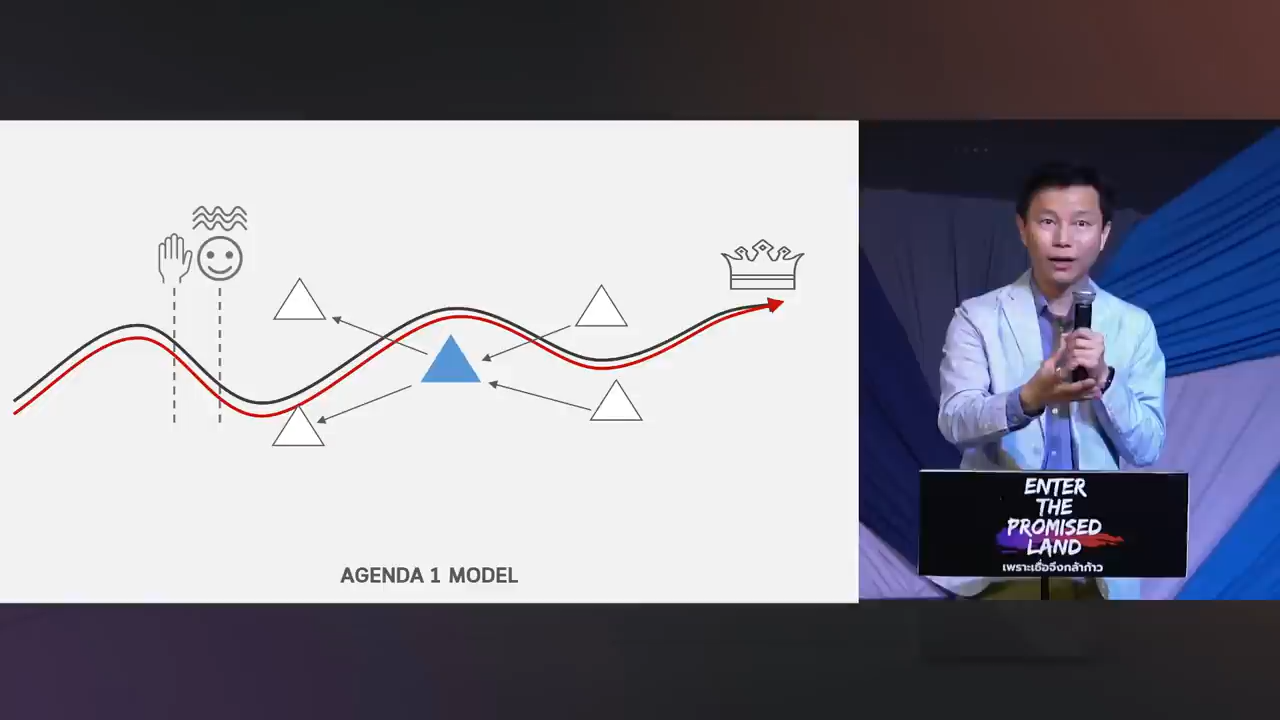 AGENDA 1 MODEL
ENTER
THE
PROMISED
LAND
เพราะเชื่อจึงกล้าก้าว